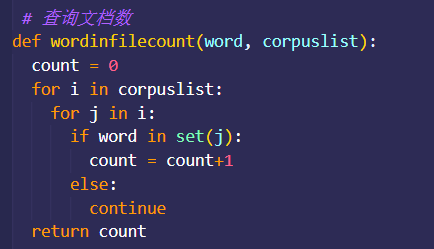 # 查询文档数
def wordinfilecount(word, corpuslist):
  count = 0
  for i in corpuslist:
    for j in i:
      if word in set(j):
        count = count+1
      else:
        continue
  return count